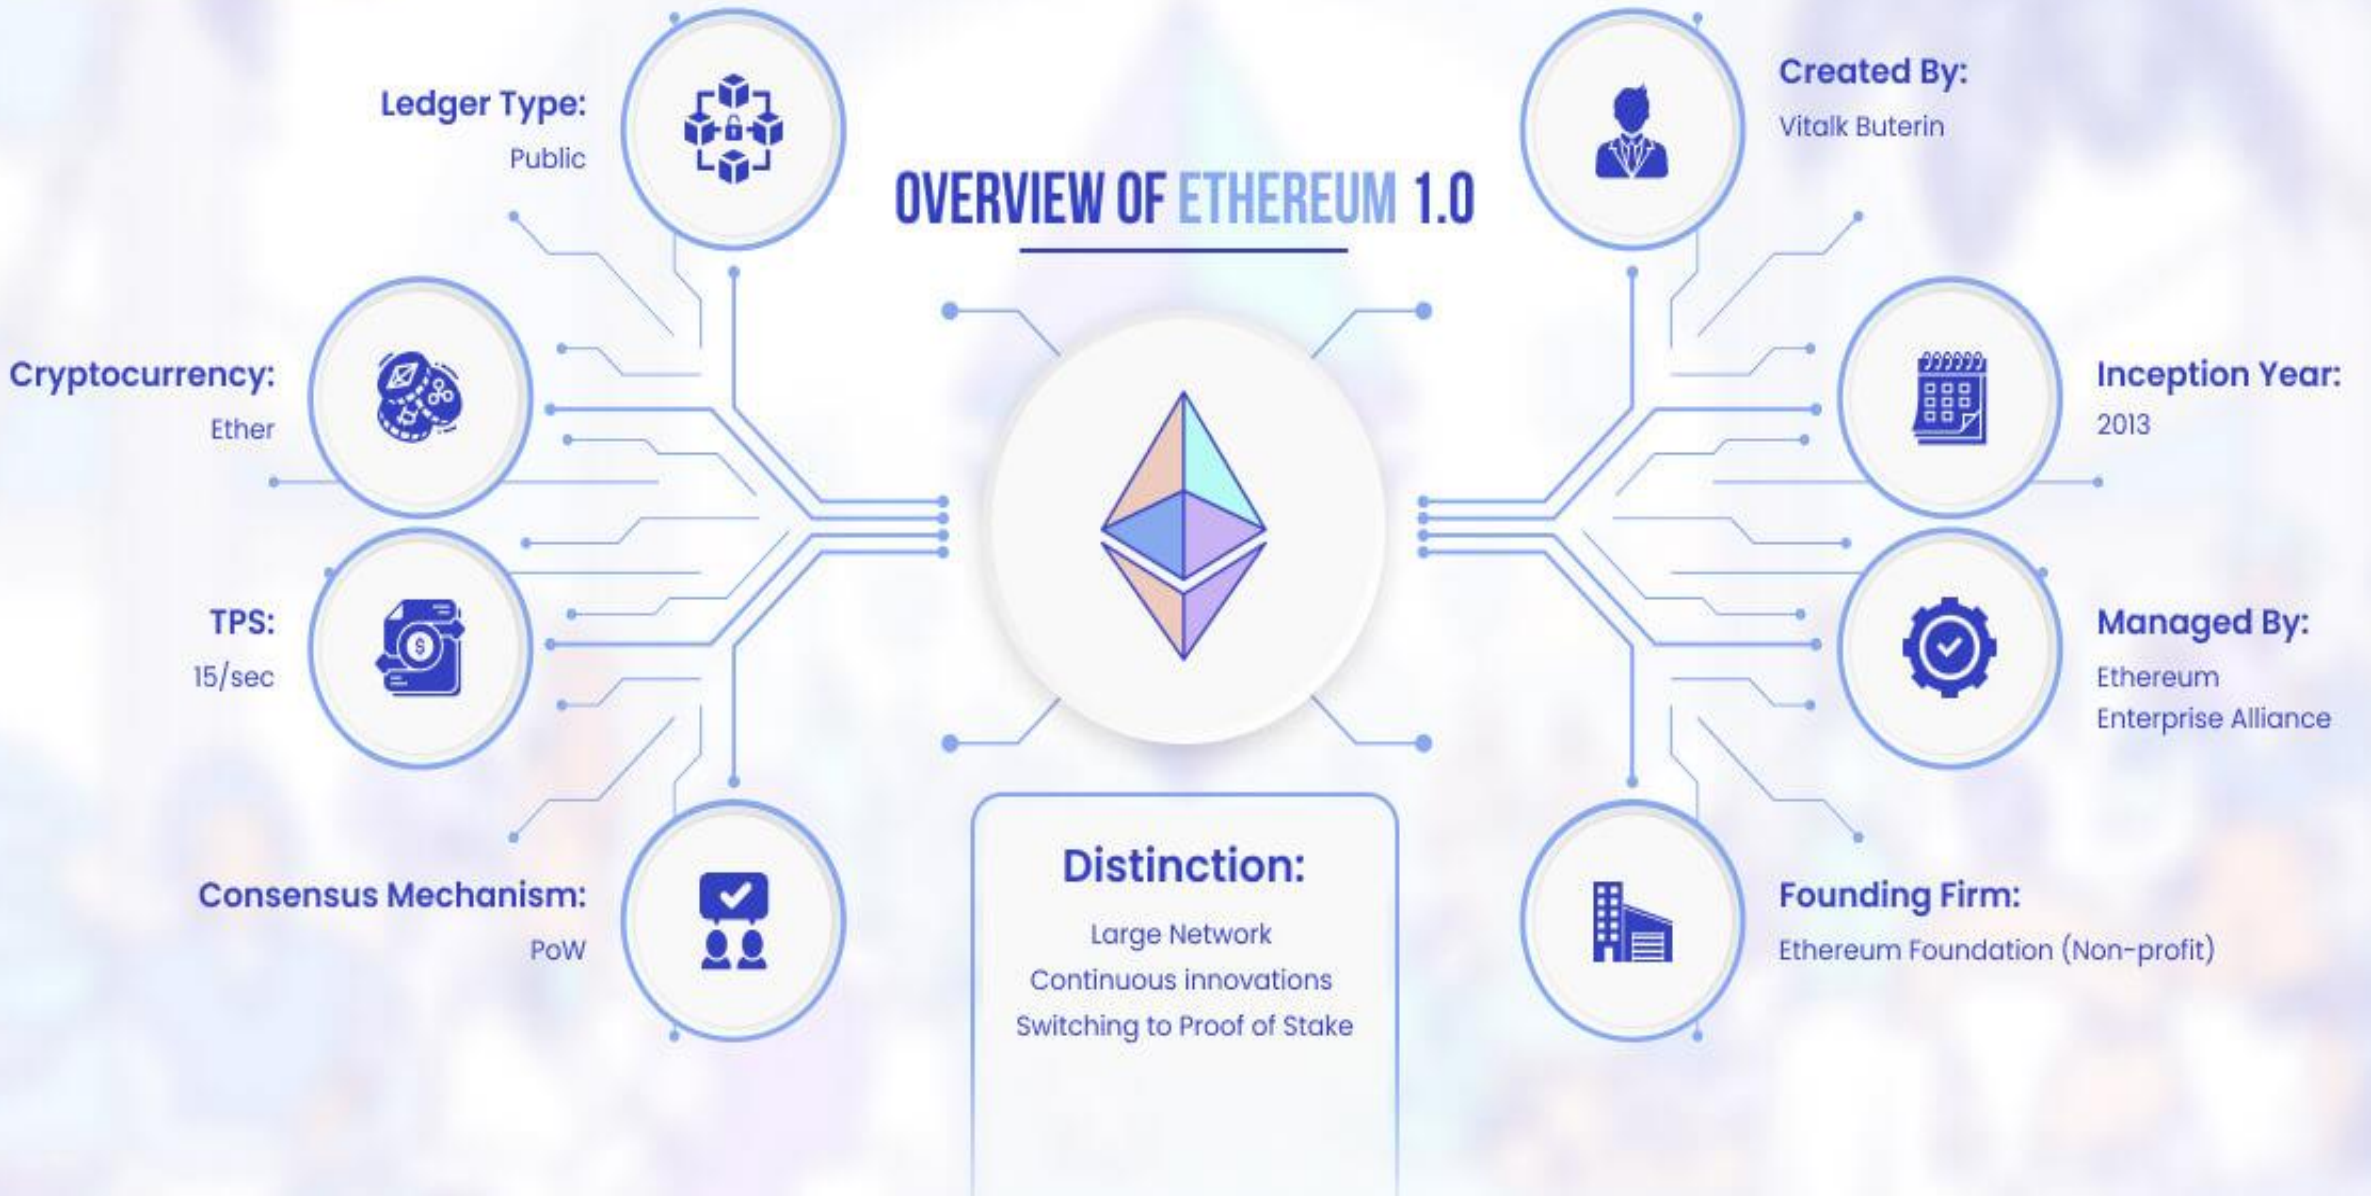 OVERVIEW OF ETHEREUM 1.0
Ledger Type:
Public
Cryptocurrency:
Ether
TPS:
15/sec
Consensus Mechanism:
PoW
Created By:
Vitalk Buterin
Inception Year:
2013
Managed By:
Ethereum
Enterprise Alliance
Founding Firm:
Ethereum Foundation (Non-profit)
Distinction:
Large Network
Continuous innovations
Switching to Proof of Stake